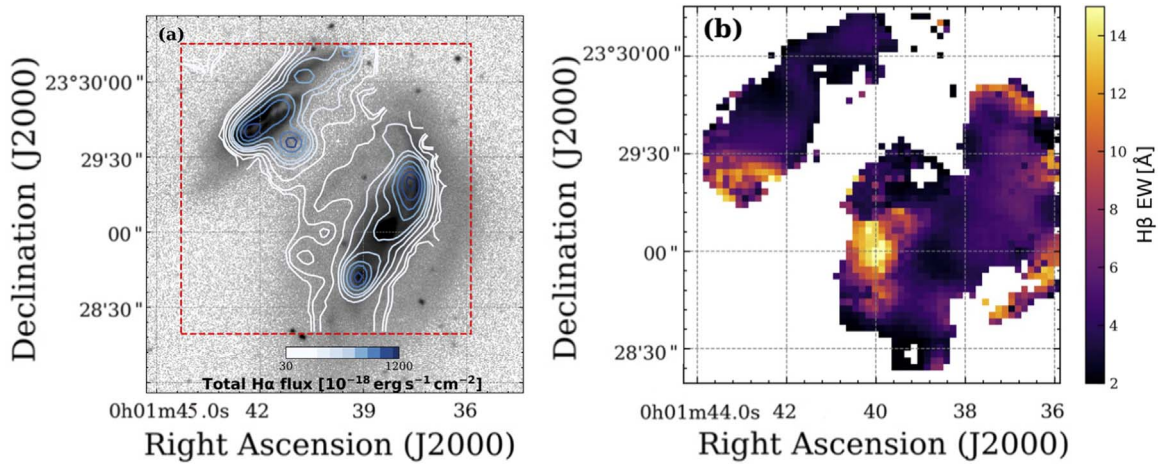 (a)
23°30'00"
29'30"
00"
28'30"
Declination (J2000)
30
1200
Total Hα flux [10⁻¹⁸ erg s⁻¹ cm⁻²]
0h01m45.0s 42 39 36
Right Ascension (J2000)
(b)
23°30'00"
29'30"
00"
28'30"
Declination (J2000)
0h01m44.0s 42 40 38 36
Right Ascension (J2000)
14
12
10
8
6
4
2
Hβ EW [Å]